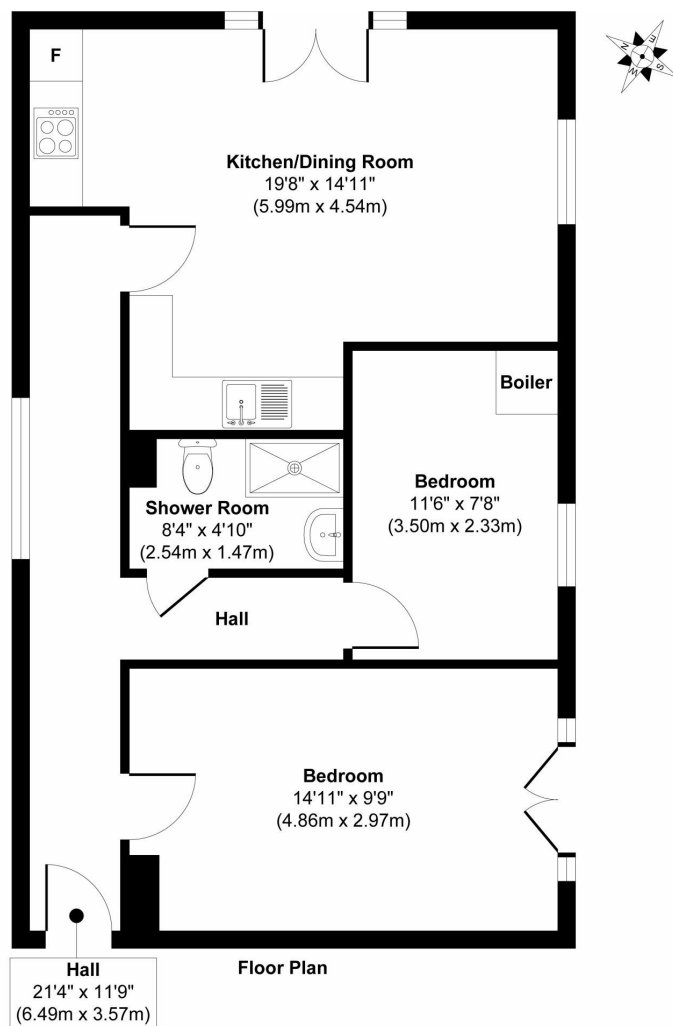 F
N
E
S
W
Kitchen/Dining Room
19'8" x 14'11"
(5.99m x 4.54m)
Boiler
Bedroom
11'6" x 7'8"
(3.50m x 2.33m)
Shower Room
8'4" x 4'10"
(2.54m x 1.47m)
Hall
Bedroom
14'11" x 9'9"
(4.86m x 2.97m)
Floor Plan
Hall
21'4" x 11'9"
(6.49m x 3.57m)